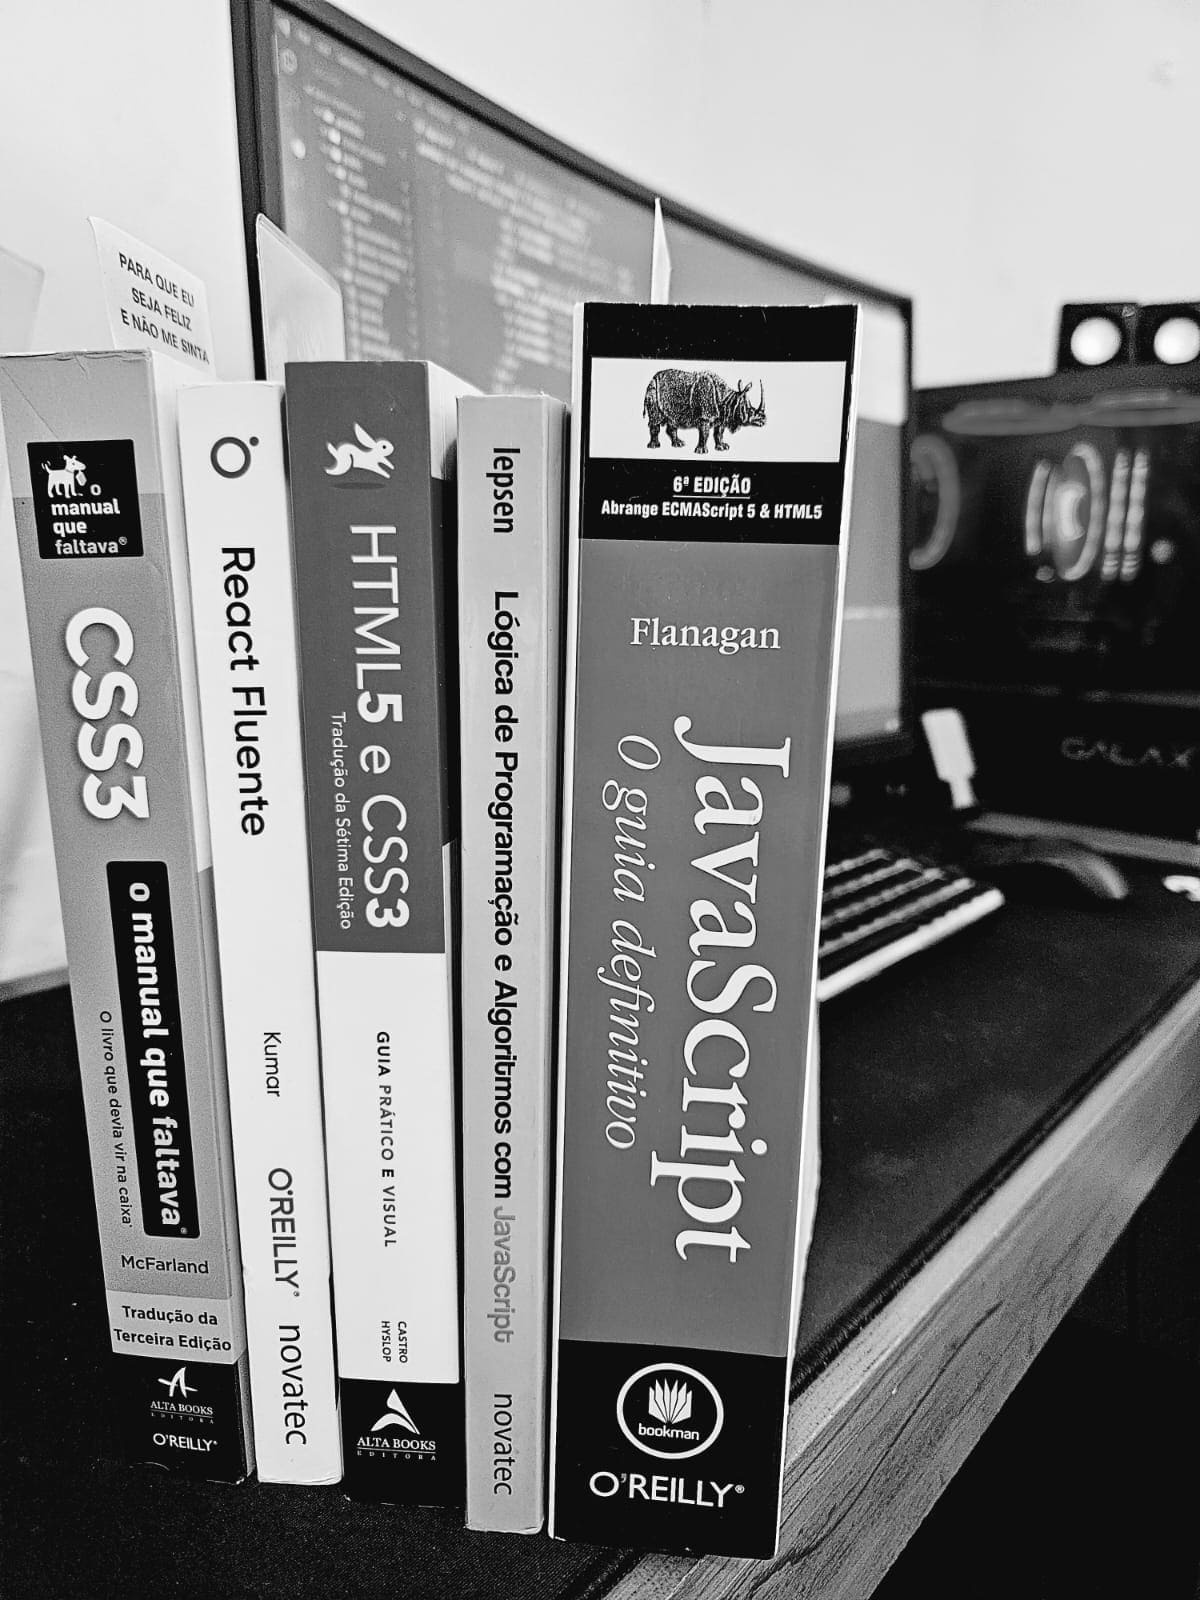 PARA QUE EU
SEJA FELIZ
E NÃO ME SINTA
o
manual
que
faltava®
CSS3
o manual que faltava®
O livro que devia vir na caixa®
McFarland
Tradução da
Terceira Edição
ALTA BOOKS
EDITORA
O'REILLY®
React Fluente
Kumar
O'REILLY®
novatec
HTML5 e CSS3
Tradução da Sétima Edição
GUIA PRÁTICO E VISUAL
CASTRO
HYSLOP
ALTA BOOKS
EDITORA
Iepsen
Lógica de Programação e Algoritmos com JavaScript
novatec
6ª EDIÇÃO
Abrange ECMAScript 5 & HTML5
Flanagan
JavaScript
O guia definitivo
bookman
O'REILLY®
GALAX